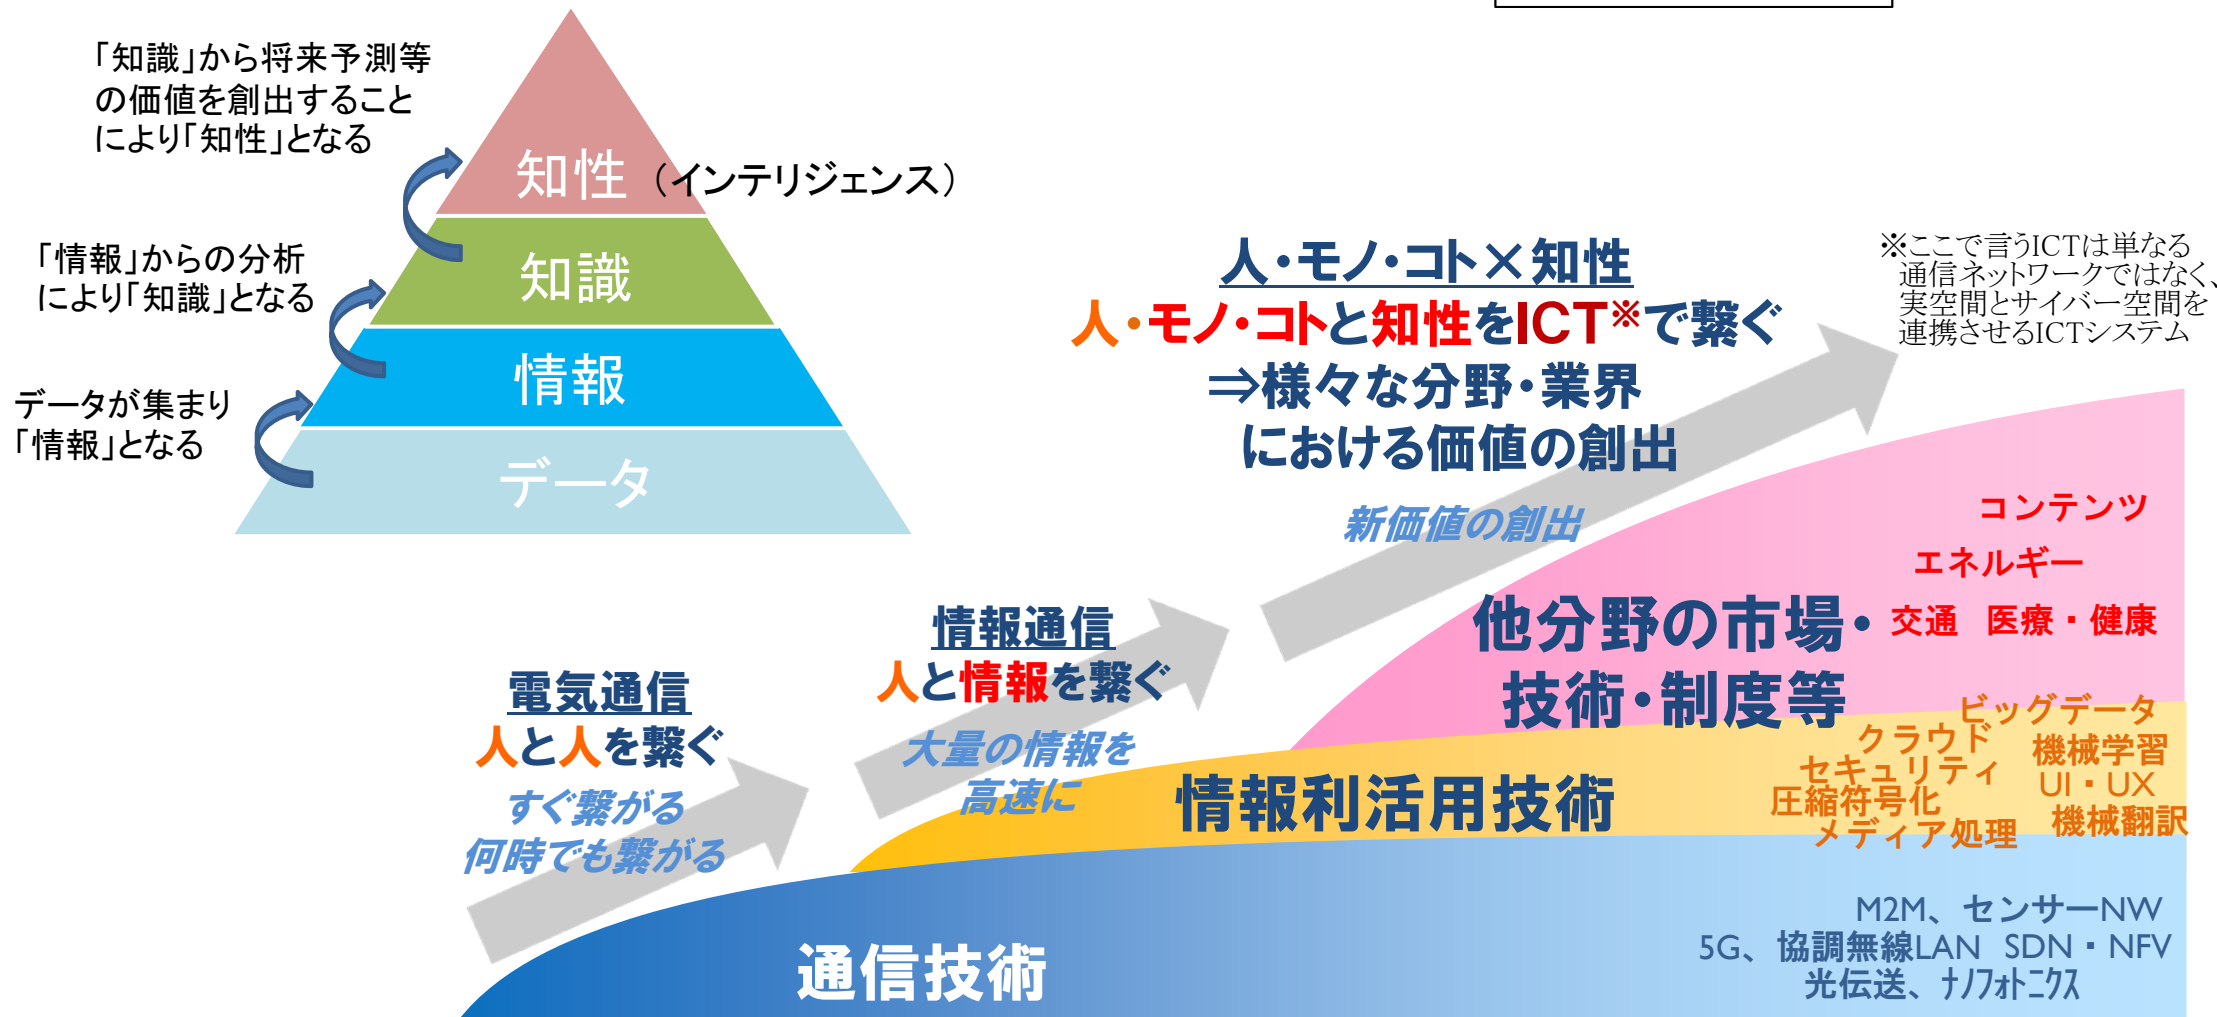 「知識」から将来予測等
の価値を創出すること
により「知性」となる
知性（インテリジェンス）
「情報」からの分析
により「知識」となる
知識
情報
データが集まり
「情報」となる
データ
人・モノ・コト×知性
人・モノ・コトと知性をICT※で繋ぐ
⇒様々な分野・業界
における価値の創出
新価値の創出
※ここで言うICTは単なる
通信ネットワークではなく、
実空間とサイバー空間を
連携させるICTシステム
情報通信
人と情報を繋ぐ
大量の情報を
高速に
電気通信
人と人を繋ぐ
すぐ繋がる
何時でも繋がる
コンテンツ
エネルギー
交通 医療・健康
他分野の市場・
技術・制度等
情報利活用技術
ビッグデータ
クラウド 機械学習
セキュリティ UI・UX
圧縮符号化 機械翻訳
メディア処理
通信技術
M2M、センサーNW
5G、協調無線LAN SDN・NFV
光伝送、ﾅﾉﾌｫﾄﾆｸｽ